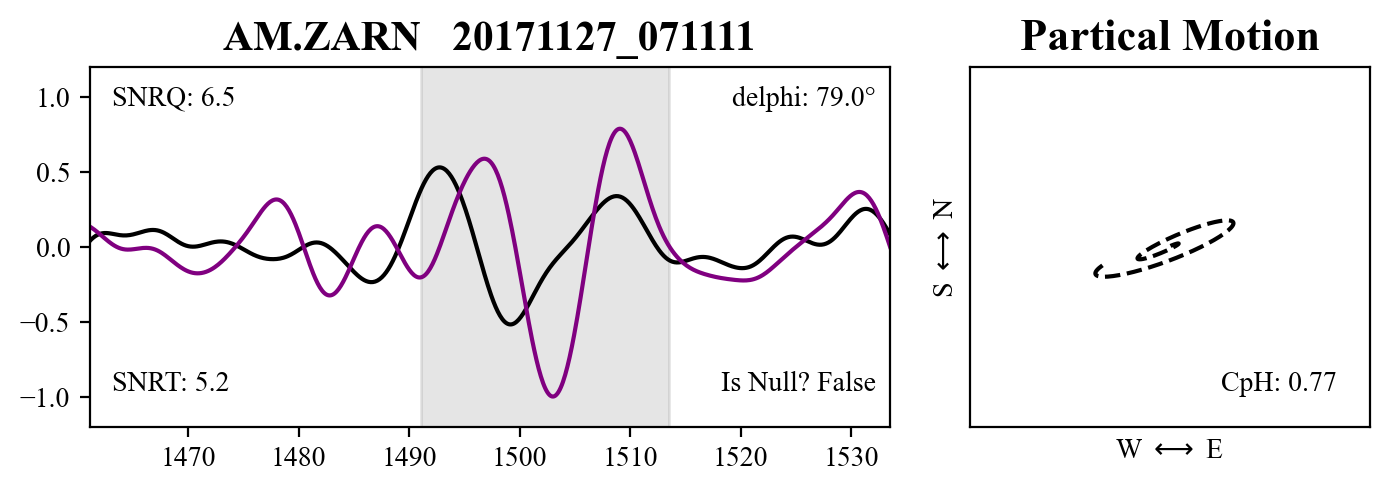 AM.ZARN 20171127_071111
Partical Motion
SNRQ: 6.5
delphi: 79.0°
SNRT: 5.2
Is Null? False
1.0
0.5
0.0
−0.5
−1.0
1470 1480 1490 1500 1510 1520 1530
S ⟷ N
CpH: 0.77
W ⟷ E